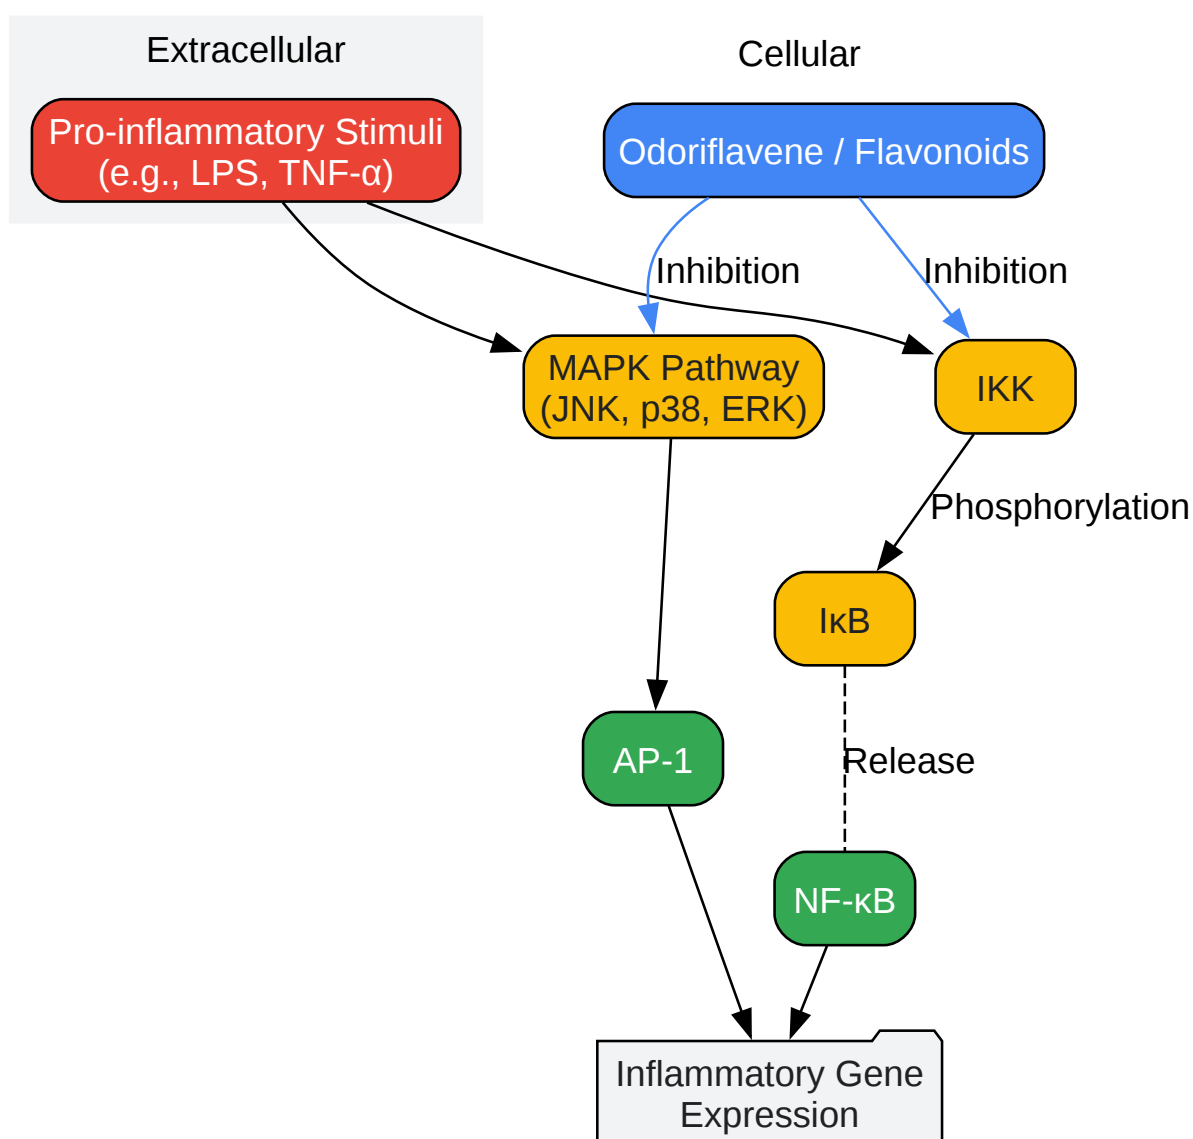 Extracellular
Cellular
Pro-inflammatory Stimuli
(e.g., LPS, TNF-α)
Odoriflavene / Flavonoids
Inhibition
Inhibition
MAPK Pathway
(JNK, p38, ERK)
IKK
Phosphorylation
IκB
AP-1
Release
NF-κB
Inflammatory Gene
Expression